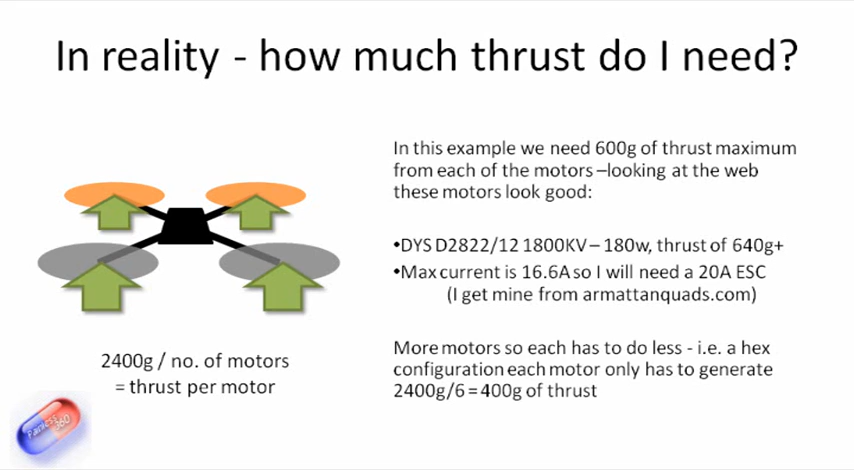 In reality - how much thrust do I need?
In this example we need 600g of thrust maximum
from each of the motors –looking at the web
these motors look good:
•DYS D2822/12 1800KV – 180w, thrust of 640g+
•Max current is 16.6A so I will need a 20A ESC
(I get mine from armattanquads.com)
More motors so each has to do less - i.e. a hex
configuration each motor only has to generate
2400g/6 = 400g of thrust
2400g / no. of motors
= thrust per motor
Painless360